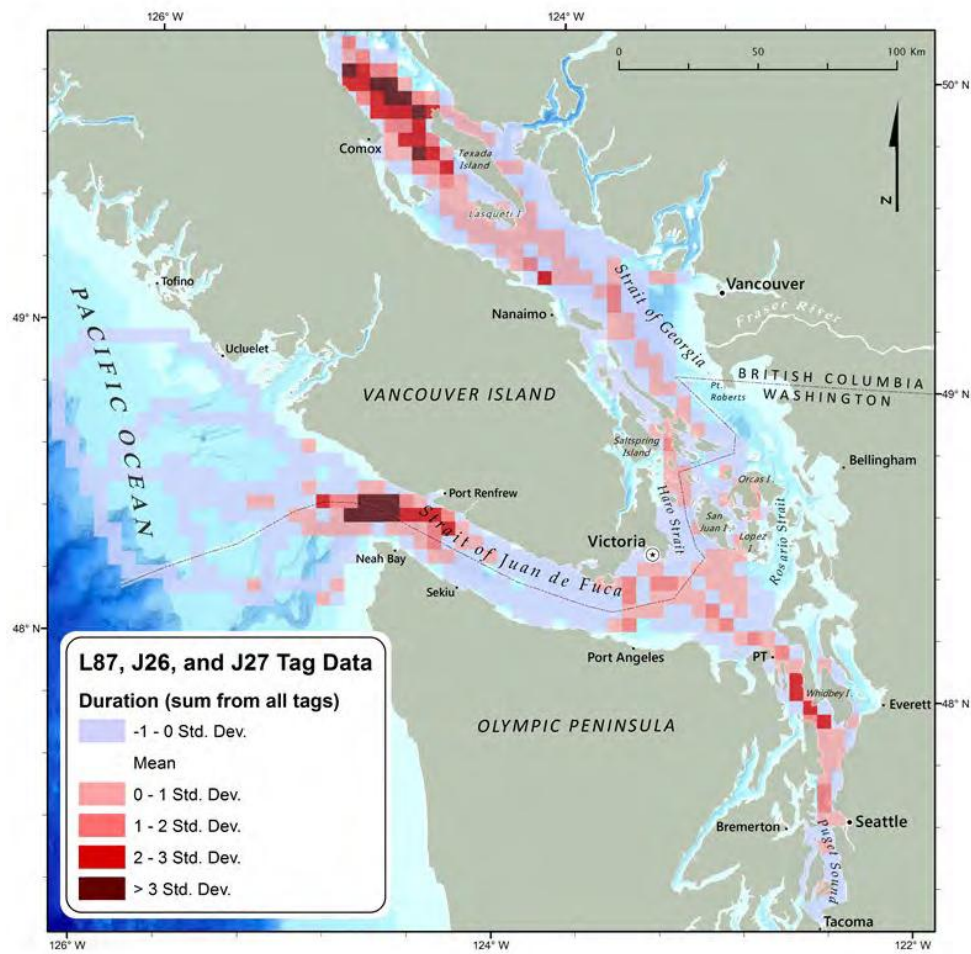 126° W
124° W
0
50
100 Km
50° N
50° N
N
Comox
Texada
Island
Lasqueti I
Tofino
Strait of Georgia
Vancouver
Fraser River
Nanaimo
49° N
Ucluelet
PACIFIC OCEAN
VANCOUVER ISLAND
BRITISH COLUMBIA
WASHINGTON
Pt.
Roberts
49° N
Saltspring
Island
Bellingham
Orcas I
Haro Strait
San
Juan I
Lopez
I
Rosario Strait
Port Renfrew
Strait of Juan de Fuca
Victoria
Neah Bay
Sekiu
48° N
Port Angeles
PT
Whidbey I
Everett
48° N
OLYMPIC PENINSULA
Bremerton
Seattle
Puget Sound
Tacoma
L87, J26, and J27 Tag Data
Duration (sum from all tags)
-1 - 0 Std. Dev.
Mean
0 - 1 Std. Dev.
1 - 2 Std. Dev.
2 - 3 Std. Dev.
> 3 Std. Dev.
126° W
124° W
122° W